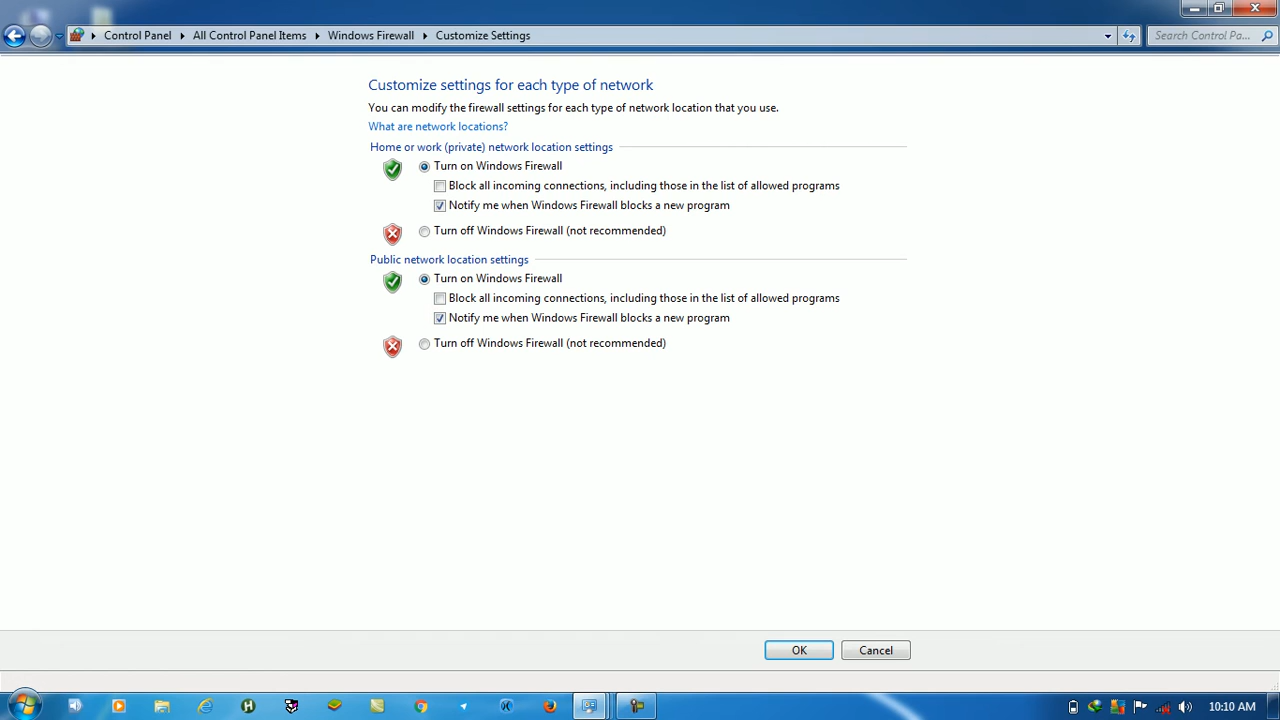 Control Panel All Control Panel Items Windows Firewall Customize Settings Search Control Pa...
Customize settings for each type of network
You can modify the firewall settings for each type of network location that you use.
What are network locations?
Home or work (private) network location settings
Turn on Windows Firewall
Block all incoming connections, including those in the list of allowed programs
Notify me when Windows Firewall blocks a new program
Turn off Windows Firewall (not recommended)
Public network location settings
Turn on Windows Firewall
Block all incoming connections, including those in the list of allowed programs
Notify me when Windows Firewall blocks a new program
Turn off Windows Firewall (not recommended)
OK Cancel
10:10 AM